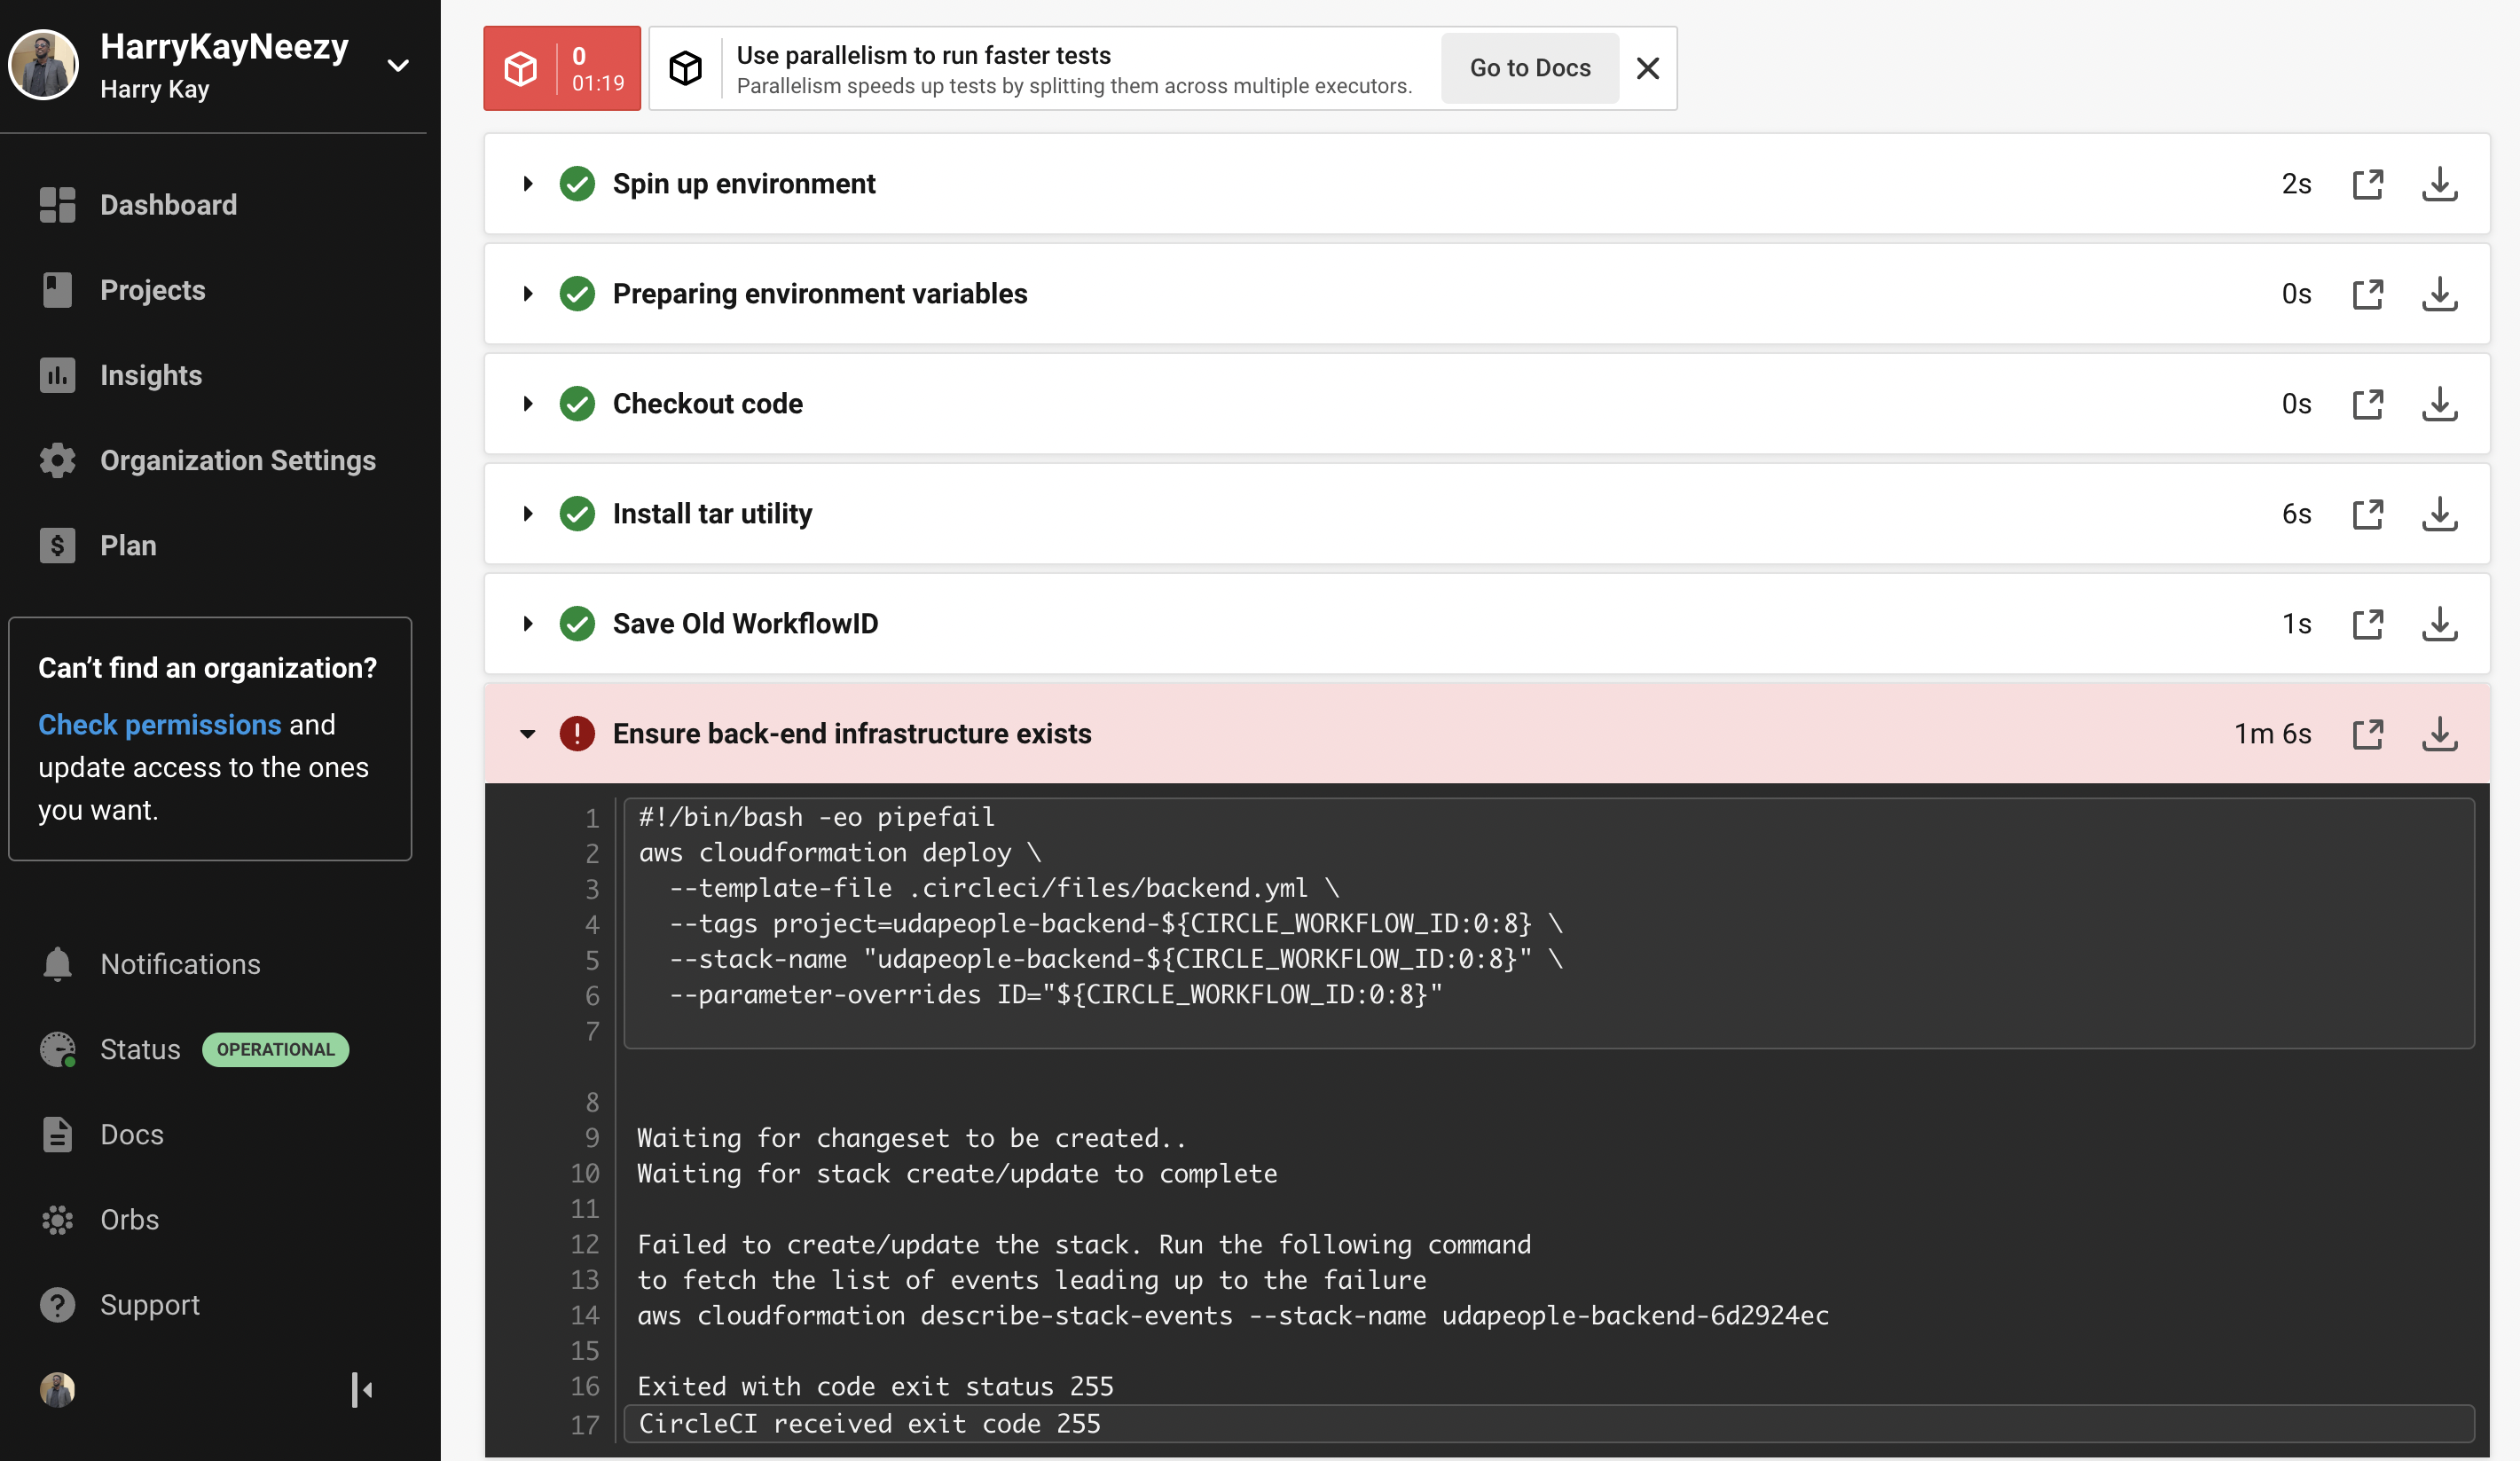 HarryKayNeezy
Harry Kay
Dashboard
Projects
Insights
Organization Settings
Plan
Can't find an organization?
Check permissions and
update access to the ones
you want.
Notifications
Status OPERATIONAL
Docs
Orbs
Support
0
01:19
Use parallelism to run faster tests
Parallelism speeds up tests by splitting them across multiple executors.
Go to Docs
Spin up environment 2s
Preparing environment variables 0s
Checkout code 0s
Install tar utility 6s
Save Old WorkflowID 1s
Ensure back-end infrastructure exists 1m 6s
1 #!/bin/bash -eo pipefail
2 aws cloudformation deploy \
3   --template-file .circleci/files/backend.yml \
4   --tags project=udapeople-backend-${CIRCLE_WORKFLOW_ID:0:8} \
5   --stack-name "udapeople-backend-${CIRCLE_WORKFLOW_ID:0:8}" \
6   --parameter-overrides ID="${CIRCLE_WORKFLOW_ID:0:8}"
7
8
9 Waiting for changeset to be created..
10 Waiting for stack create/update to complete
11
12 Failed to create/update the stack. Run the following command
13 to fetch the list of events leading up to the failure
14 aws cloudformation describe-stack-events --stack-name udapeople-backend-6d2924ec
15
16 Exited with code exit status 255
17 CircleCI received exit code 255